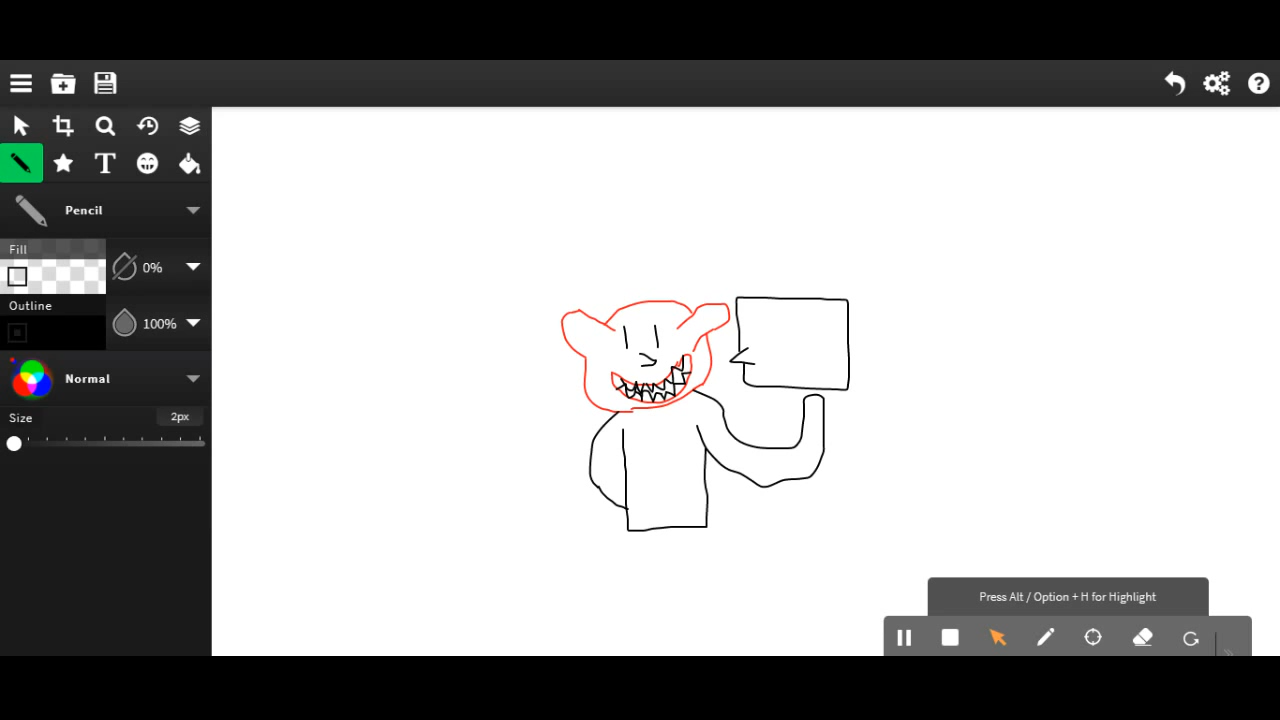 T
Pencil
Fill
0%
Outline
100%
Normal
Size
2px
Press Alt / Option + H for Highlight